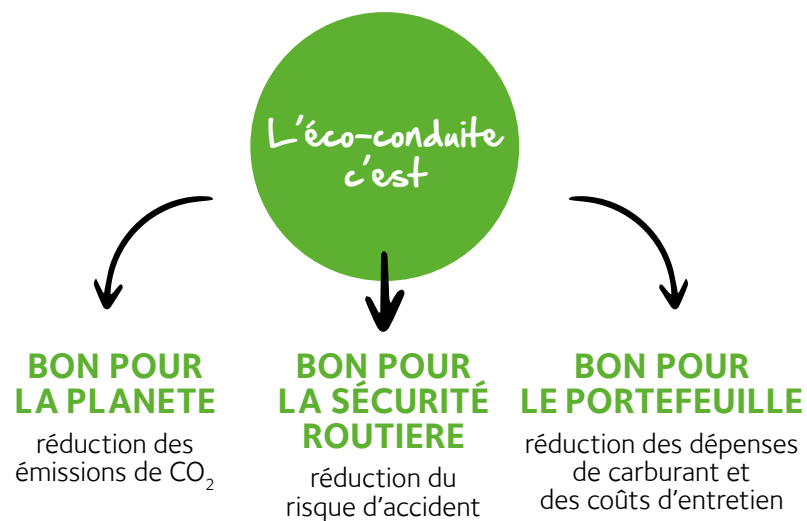 L'éco-conduite
c'est
BON POUR
LA PLANETE
réduction des
émissions de CO₂
BON POUR
LA SÉCURITÉ
ROUTIERE
réduction du
risque d'accident
BON POUR
LE PORTEFEUILLE
réduction des dépenses
de carburant et
des coûts d'entretien